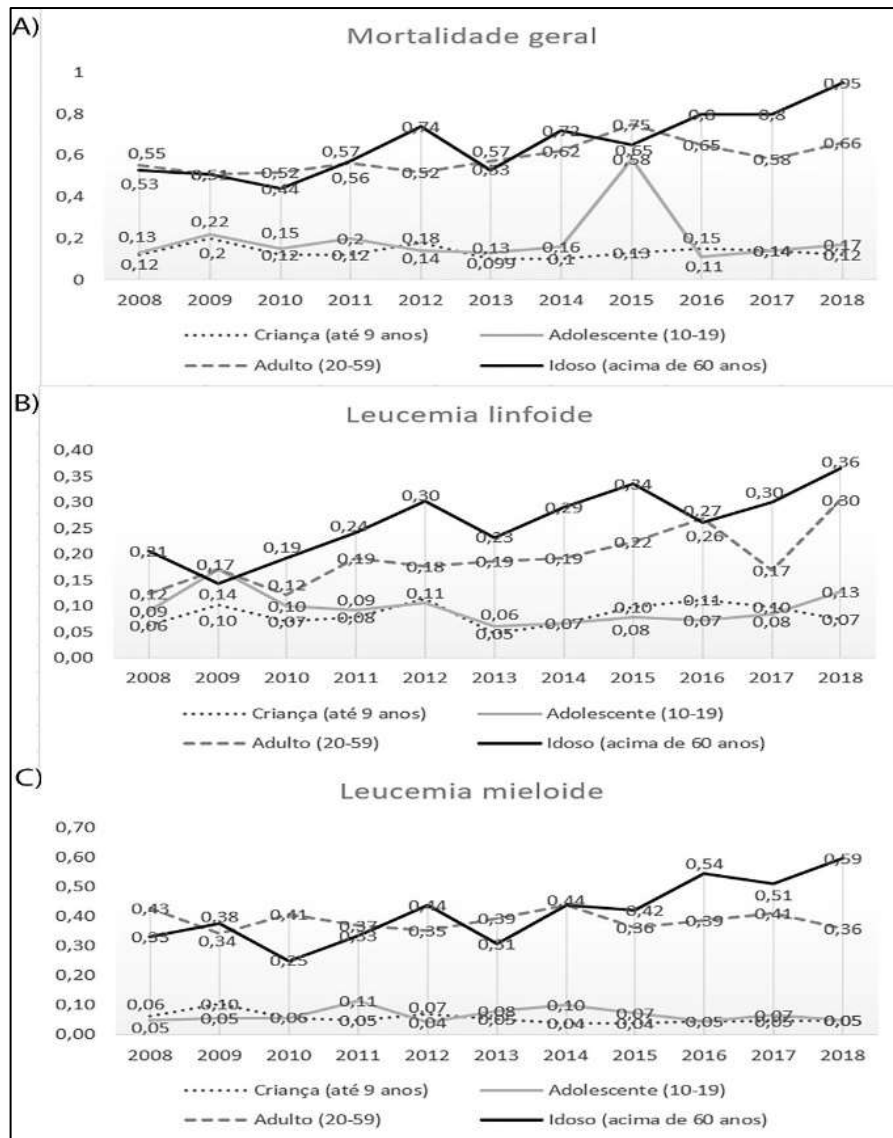 A)
Mortalidade geral
1
0,95
0,8 0,74 0,72 0,75 0,8 0,8
0,6 0,55 0,51 0,52 0,57 0,57 0,62 0,65 0,65 0,58 0,66
0,53 0,44 0,56 0,52 0,53 0,58
0,4
0,2 0,13 0,22 0,15 0,2 0,18 0,13 0,16 0,13 0,15 0,14 0,17
0,12 0,2 0,12 0,12 0,14 0,099 0,1 0,11 0,12
0
2008 2009 2010 2011 2012 2013 2014 2015 2016 2017 2018
Criança (até 9 anos) Adolescente (10-19)
Adulto (20-59) Idoso (acima de 60 anos)
B)
Leucemia linfoide
0,40
0,35 0,34 0,36
0,30 0,30 0,29 0,30 0,30
0,25 0,24 0,23 0,27 0,26
0,20 0,21 0,17 0,19 0,19 0,18 0,19 0,19 0,22
0,15 0,12 0,14 0,12 0,17
0,10 0,09 0,10 0,10 0,09 0,11 0,10 0,11 0,10 0,13
0,05 0,06 0,07 0,08 0,06 0,05 0,07 0,08 0,07 0,08 0,07
0,00
2008 2009 2010 2011 2012 2013 2014 2015 2016 2017 2018
Criança (até 9 anos) Adolescente (10-19)
Adulto (20-59) Idoso (acima de 60 anos)
C)
Leucemia mieloide
0,70
0,60 0,59
0,50 0,54 0,51
0,40 0,43 0,38 0,41 0,37 0,44 0,39 0,44 0,42 0,39 0,41
0,30 0,33 0,34 0,33 0,35 0,31 0,36 0,36
0,20 0,25
0,10 0,06 0,10 0,11 0,07 0,08 0,10 0,07 0,07
0,00 0,05 0,05 0,06 0,05 0,04 0,05 0,04 0,04 0,05 0,05 0,05
2008 2009 2010 2011 2012 2013 2014 2015 2016 2017 2018
Criança (até 9 anos) Adolescente (10-19)
Adulto (20-59) Idoso (acima de 60 anos)